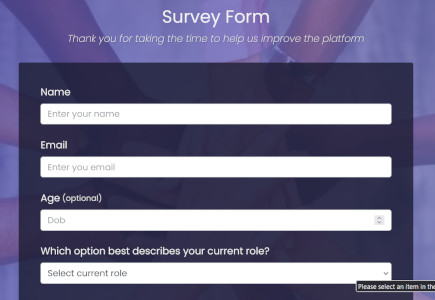 Survey Form
Thank you for taking the time to help us improve the platform
Name
Enter your name
Email
Enter you email
Age (optional)
Dob
Which option best describes your current role?
Select current role
Please select an item in the